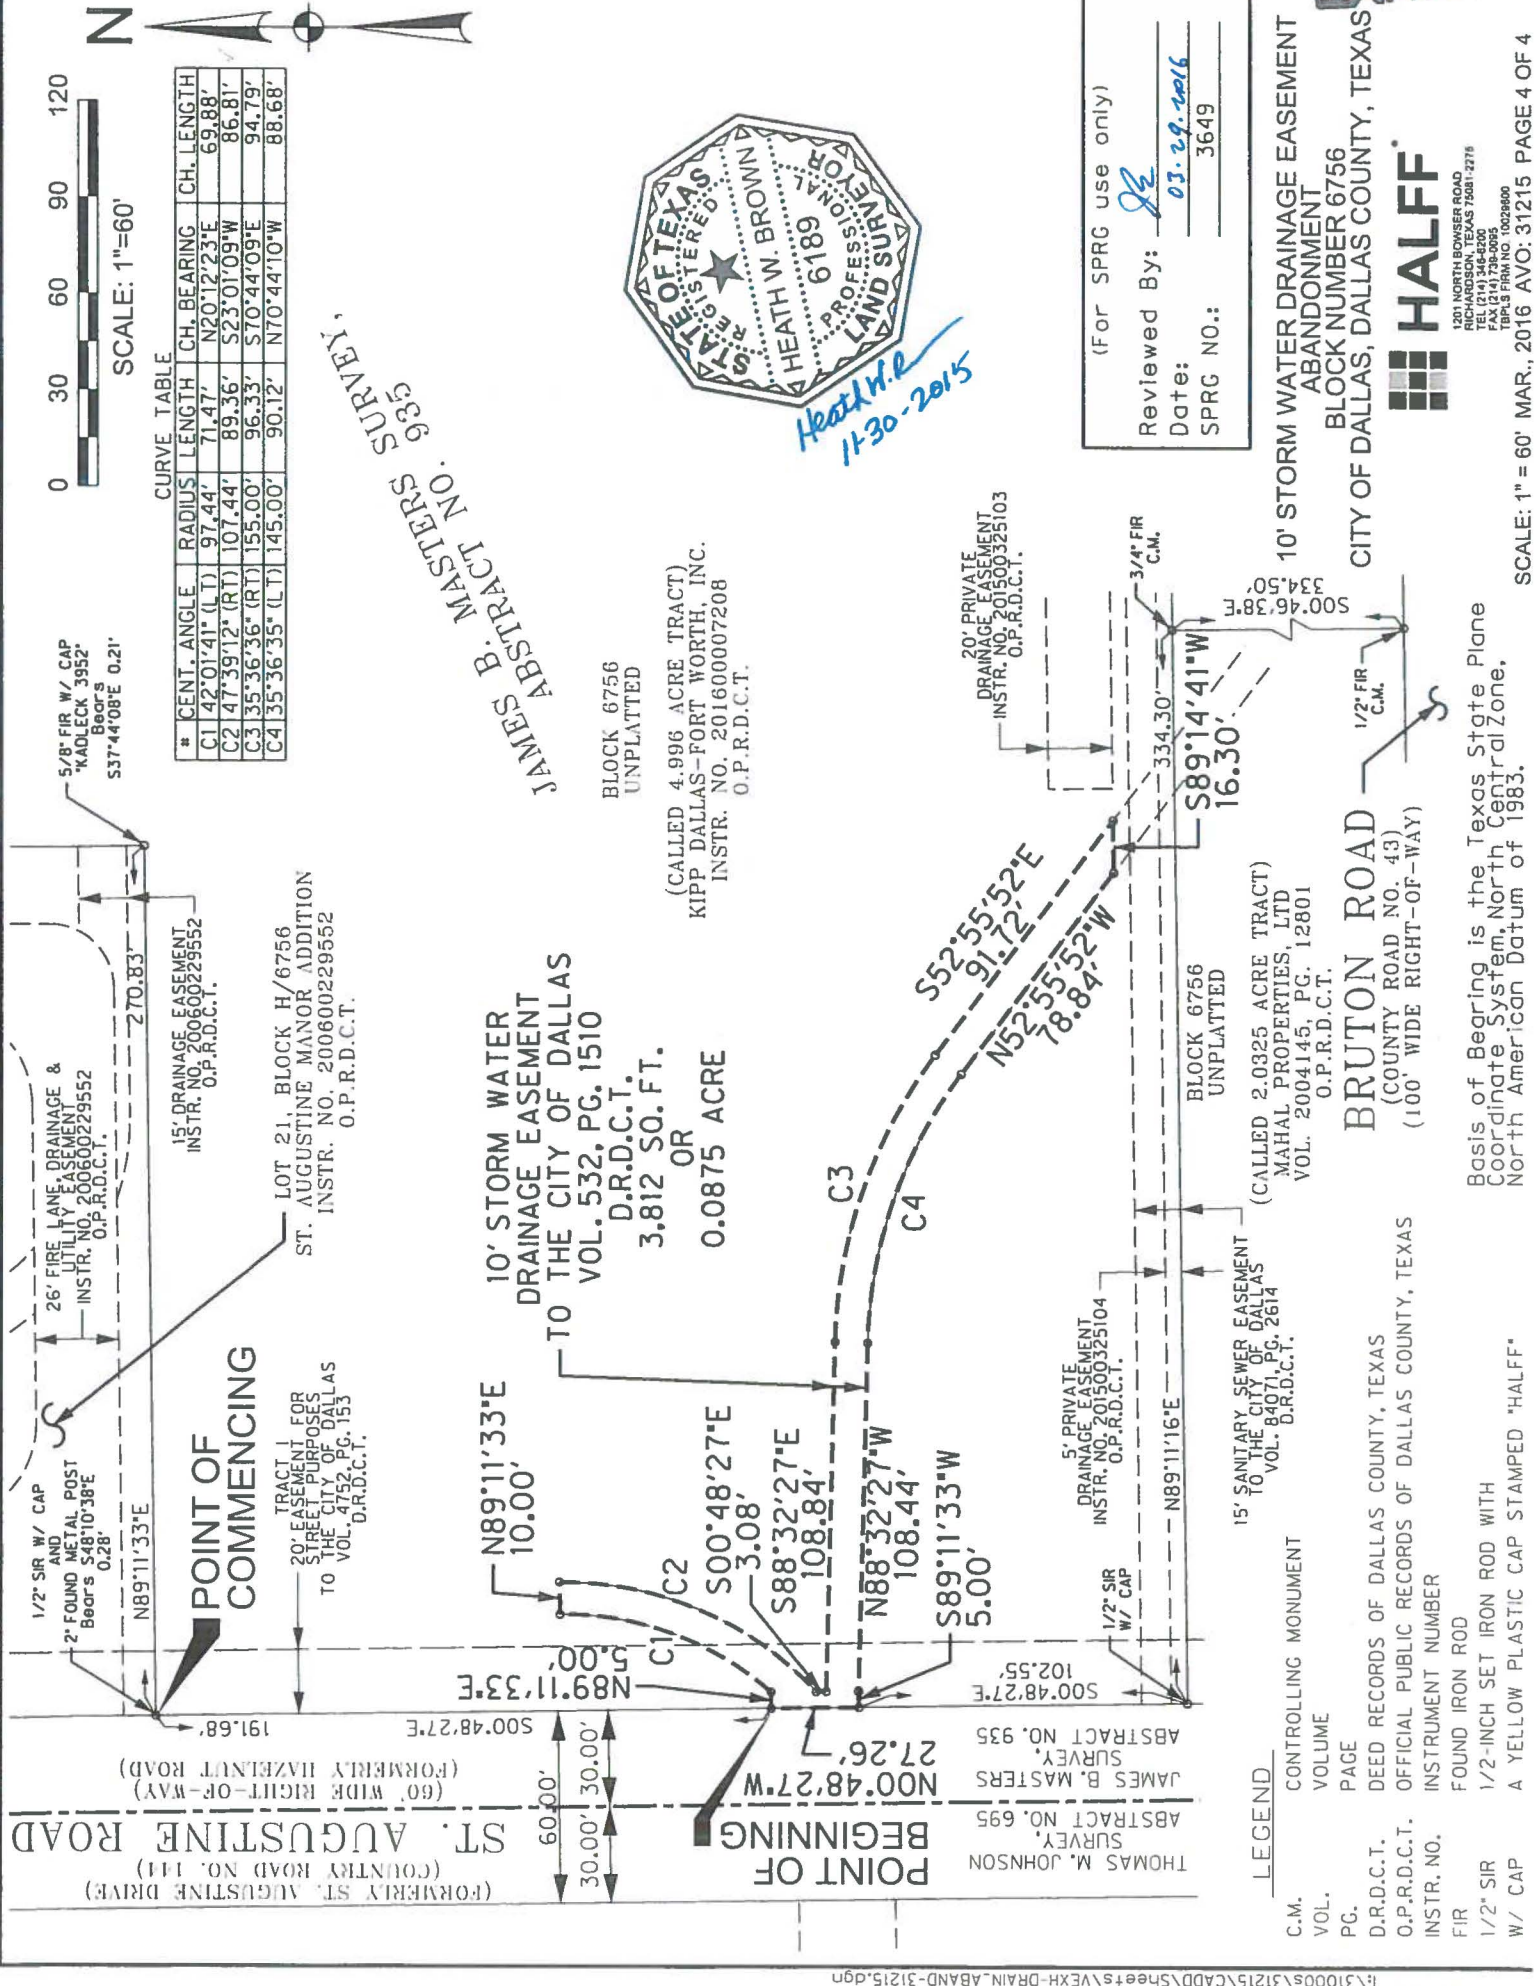 N
0 30 60 90 120
SCALE: 1"=60'
CURVE TABLE
# CENT. ANGLE RADIUS LENGTH CH. BEARING CH. LENGTH
C1 42°01'41" (LT) 97.44' 71.47' N20°12'23"E 69.88'
C2 47°39'12" (RT) 107.44' 89.36' S23°01'09"W 86.81'
C3 35°36'36" (RT) 155.00' 96.33' S70°44'09"E 94.79'
C4 35°36'35" (LT) 145.00' 90.12' N70°44'10"W 88.68'
5/8" FIR W/ CAP
"KADLECK 3952"
Bears
S37°44'08"E 0.21'
270.83'
15' DRAINAGE EASEMENT
INSTR. NO. 200600229552
O.P.R.D.C.T.
26' FIRE LANE, DRAINAGE &
UTILITY EASEMENT
INSTR. NO. 200600229552
O.P.R.D.C.T.
LOT 21, BLOCK H/6756
ST. AUGUSTINE MANOR ADDITION
INSTR. NO. 200600229552
O.P.R.D.C.T.
1/2" SIR W/ CAP
AND
2" FOUND METAL POST
Bears S48°10'38"E
0.28'
N89°11'33"E
POINT OF
COMMENCING
TRACT I
20' EASEMENT FOR
STREET PURPOSES
TO THE CITY OF DALLAS
VOL. 4752, PG. 153
D.R.D.C.T.
JAMES B. MASTERS SURVEY,
ABSTRACT NO. 935
BLOCK 6756
UNPLATTED
(CALLED 4.996 ACRE TRACT)
KIPP DALLAS-FORT WORTH, INC.
INSTR. NO. 201600007208
O.P.R.D.C.T.
10' STORM WATER
DRAINAGE EASEMENT
TO THE CITY OF DALLAS
VOL. 532, PG. 1510
D.R.D.C.T.
3,812 SQ. FT.
OR
0.0875 ACRE
N89°11'33"E
10.00'
C1
C2
N89°11'33"E
5.00'
S00°48'27"E
3.08'
S88°32'27"E
108.84'
N88°32'27"W
108.44'
S89°11'33"W
5.00'
C3
C4
S52°55'52"E
91.72'
N52°55'52"W
78.84'
S89°14'41"W
16.30'
20' PRIVATE
DRAINAGE EASEMENT
INSTR. NO. 201500325103
O.P.R.D.C.T.
3/4" FIR
C.M.
334.30'
S00°46'38"E
334.50'
1/2" FIR
C.M.
ST. AUGUSTINE ROAD
(FORMERLY ST. AUGUSTINE DRIVE)
(COUNTRY ROAD NO. 144)
(60' WIDE RIGHT-OF-WAY)
(FORMERLY HAZELNUT ROAD)
191.68'
S00°48'27"E
60.00'
30.00'
30.00'
POINT OF
BEGINNING
N00°48'27"W
27.26'
THOMAS M. JOHNSON
SURVEY,
ABSTRACT NO. 695
JAMES B. MASTERS
SURVEY,
ABSTRACT NO. 935
S00°48'27"E
102.55'
1/2" SIR
W/ CAP
N89°11'16"E
5' PRIVATE
DRAINAGE EASEMENT
INSTR. NO. 201500325104
O.P.R.D.C.T.
15' SANITARY SEWER EASEMENT
TO THE CITY OF DALLAS
VOL. 84071, PG. 2614
D.R.D.C.T.
BLOCK 6756
UNPLATTED
(CALLED 2.0325 ACRE TRACT)
MAHAL PROPERTIES, LTD
VOL. 2004145, PG. 12801
O.P.R.D.C.T.
BRUTON ROAD
(COUNTY ROAD NO. 43)
(100' WIDE RIGHT-OF-WAY)
STATE OF TEXAS
REGISTERED
HEATH W. BROWN
6189
PROFESSIONAL
LAND SURVEYOR
11-30-2015
(For SPRG use only)
Reviewed By:
Date: 03.29.2016
SPRG NO.: 3649
LEGEND
C.M. CONTROLLING MONUMENT
VOL. VOLUME
PG. PAGE
D.R.D.C.T. DEED RECORDS OF DALLAS COUNTY, TEXAS
O.P.R.D.C.T. OFFICIAL PUBLIC RECORDS OF DALLAS COUNTY, TEXAS
INSTR. NO. INSTRUMENT NUMBER
FIR FOUND IRON ROD
1/2" SIR 1/2-INCH SET IRON ROD WITH
W/ CAP A YELLOW PLASTIC CAP STAMPED "HALFF"
Basis of Bearing is the Texas State Plane
Coordinate System, North Central Zone,
North American Datum of 1983.
10' STORM WATER DRAINAGE EASEMENT
ABANDONMENT
BLOCK NUMBER 6756
CITY OF DALLAS, DALLAS COUNTY, TEXAS
HALFF
1201 NORTH BOWSER ROAD
RICHARDSON, TEXAS 75081-2275
TEL (214) 346-6200
FAX (214) 739-0095
TBPLS FIRM NO. 10029600
SCALE: 1" = 60' MAR., 2016 AVO: 31215 PAGE 4 OF 4
I:\31000s\31215\CADD\Sheets\VEXH-DRAIN_ABAND-31215.dgn